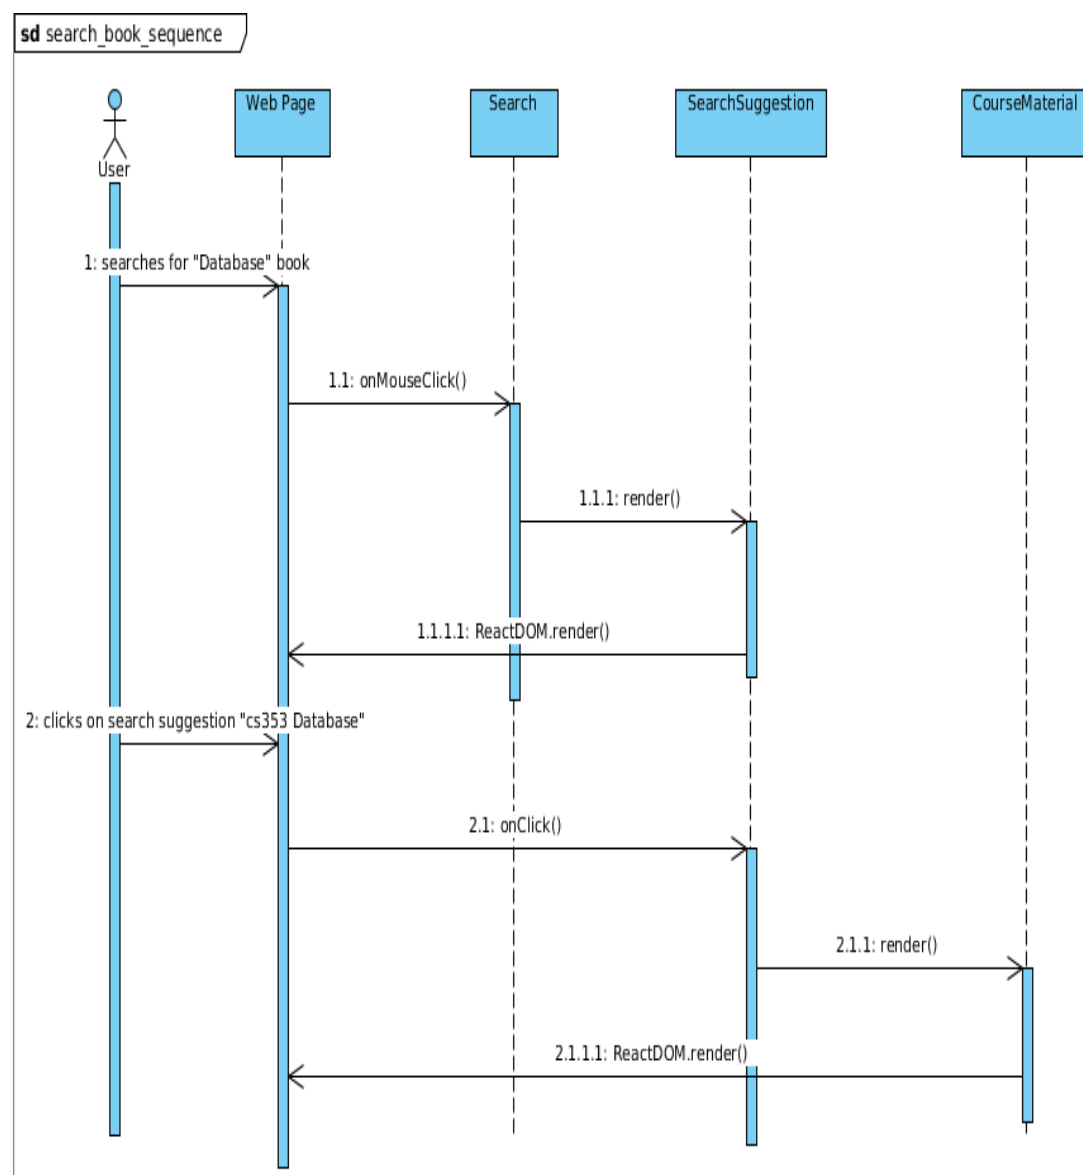 sd search_book_sequence
Web Page
Search
SearchSuggestion
CourseMaterial
User
1: searches for "Database" book
1.1: onMouseClick()
1.1.1: render()
1.1.1.1: ReactDOM.render()
2: clicks on search suggestion "cs353 Database"
2.1: onClick()
2.1.1: render()
2.1.1.1: ReactDOM.render()